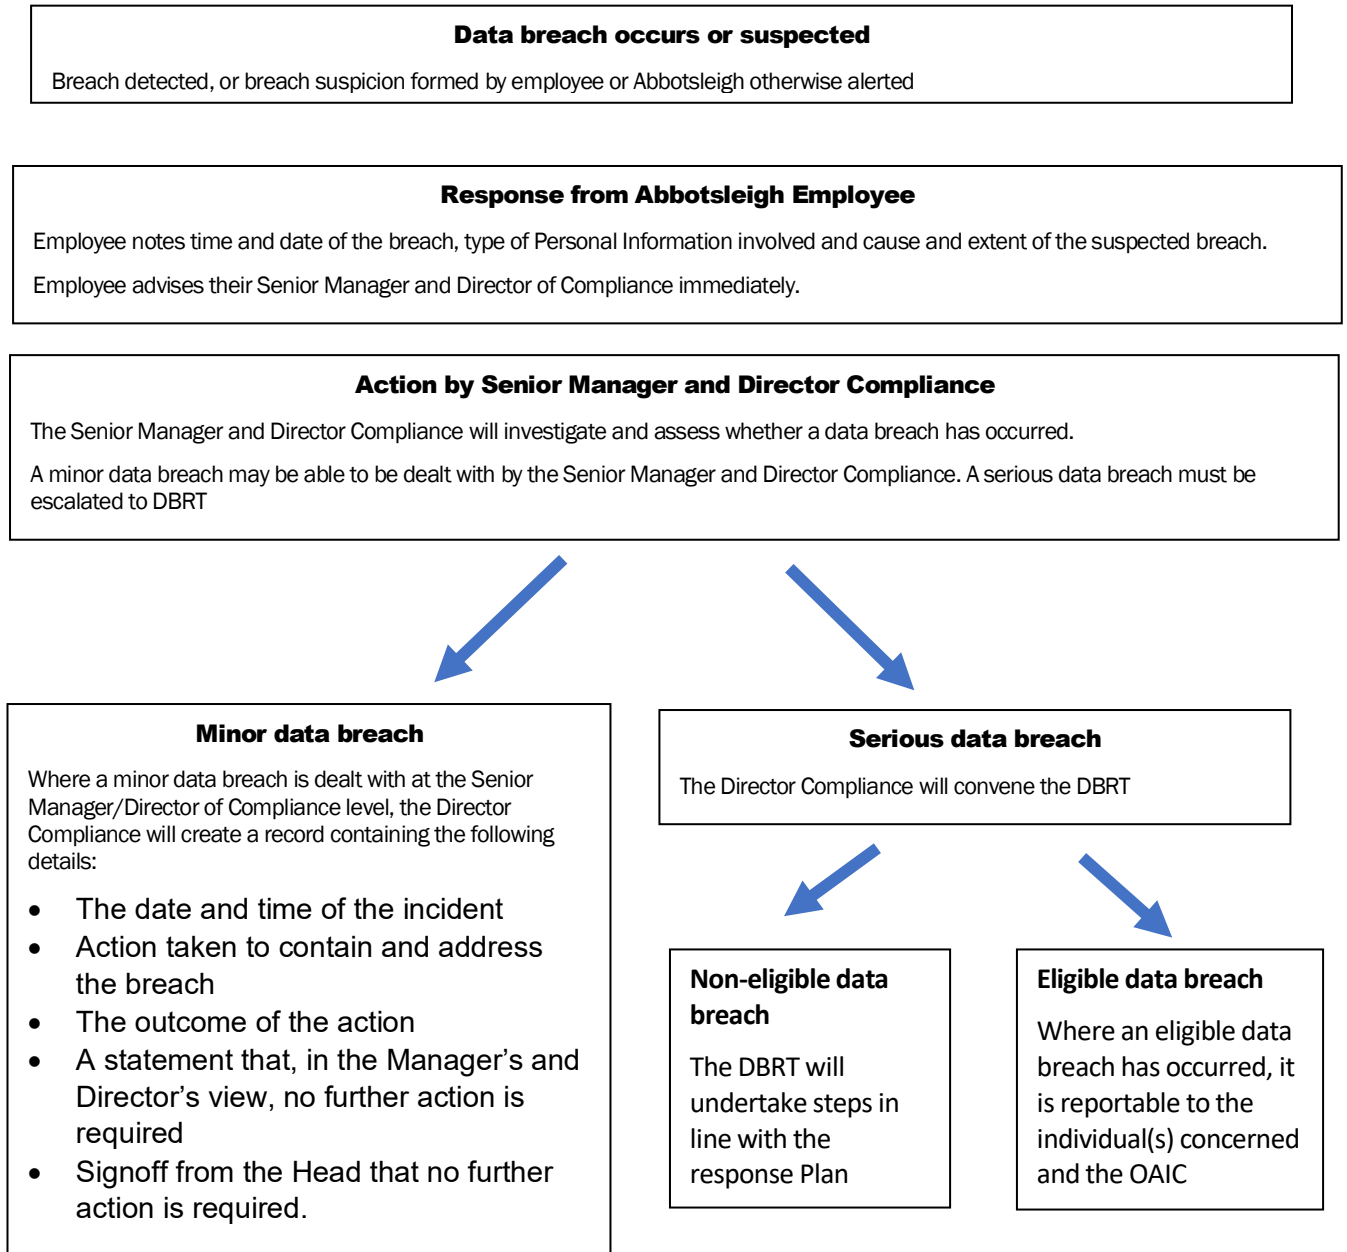 Data breach occurs or suspected
Breach detected, or breach suspicion formed by employee or Abbotsleigh otherwise alerted
Response from Abbotsleigh Employee
Employee notes time and date of the breach, type of Personal Information involved and cause and extent of the suspected breach.
Employee advises their Senior Manager and Director of Compliance immediately.
Action by Senior Manager and Director Compliance
The Senior Manager and Director Compliance will investigate and assess whether a data breach has occurred.
A minor data breach may be able to be dealt with by the Senior Manager and Director Compliance. A serious data breach must be
escalated to DBRT
Minor data breach
Where a minor data breach is dealt with at the Senior
Manager/Director of Compliance level, the Director
Compliance will create a record containing the following
details:
• The date and time of the incident
• Action taken to contain and address
the breach
• The outcome of the action
• A statement that, in the Manager’s and
Director’s view, no further action is
required
• Signoff from the Head that no further
action is required.
Serious data breach
The Director Compliance will convene the DBRT
Non-eligible data
breach
The DBRT will
undertake steps in
line with the
response Plan
Eligible data breach
Where an eligible data
breach has occurred, it
is reportable to the
individual(s) concerned
and the OAIC